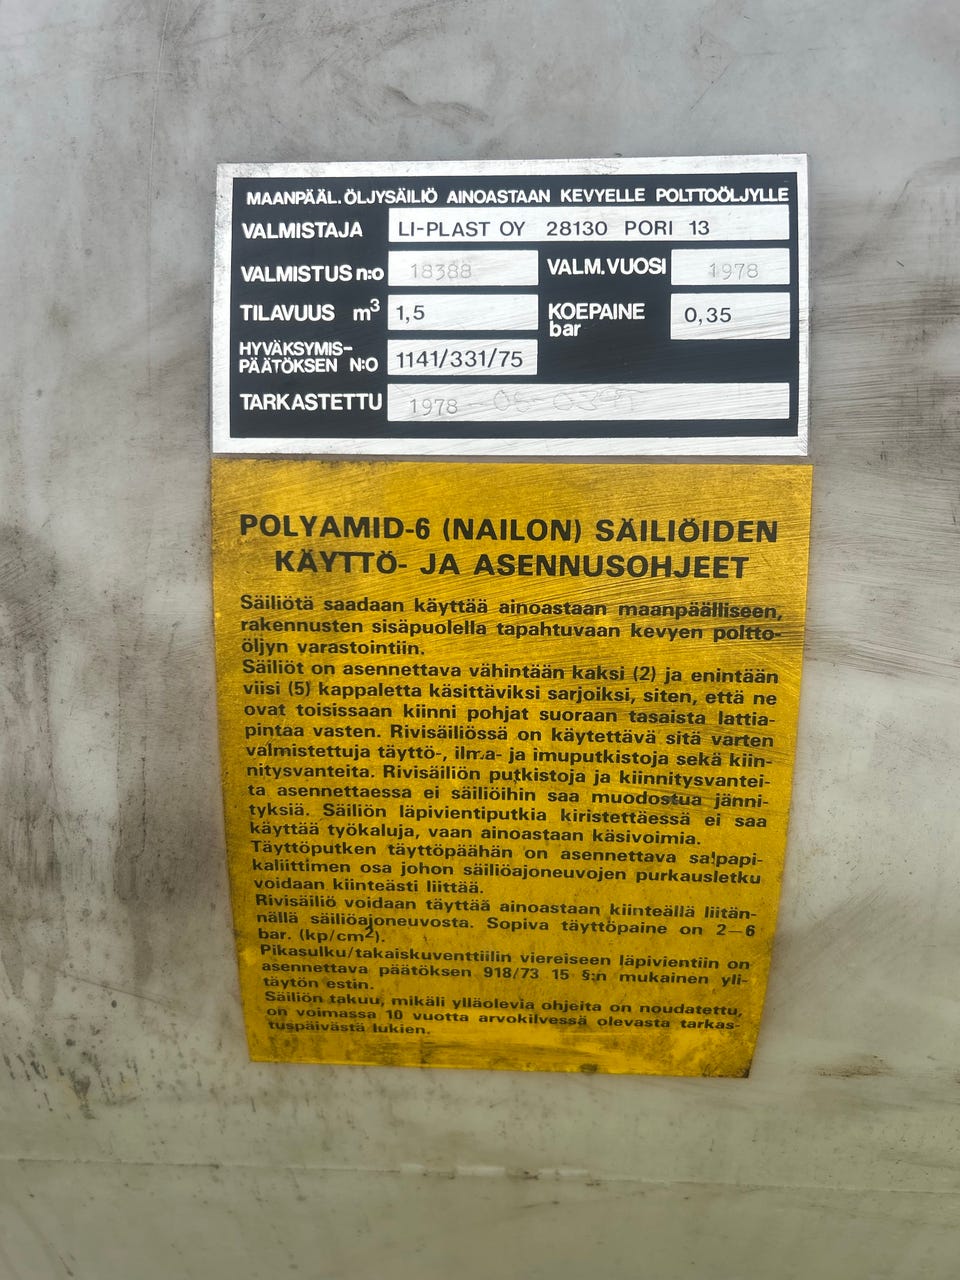 MAANPÄÄL. ÖLJYSÄILIÖ AINOASTAAN KEVYELLE POLTTOÖLJYLLE
VALMISTAJA LI-PLAST OY 28130 PORI 13
VALMISTUS n:o 18388 VALM.VUOSI 1978
TILAVUUS m³ 1,5 KOEPAINE bar 0,35
HYVÄKSYMIS-
PÄÄTÖKSEN N:O 1141/331/75
TARKASTETTU 1978
POLYAMID-6 (NAILON) SÄILIÖIDEN
KÄYTTÖ- JA ASENNUSOHJEET
Säiliötä saadaan käyttää ainoastaan maanpäälliseen,
rakennusten sisäpuolella tapahtuvaan kevyen poltto-
öljyn varastointiin.
Säiliöt on asennettava vähintään kaksi (2) ja enintään
viisi (5) kappaletta käsittäviksi sarjoiksi, siten, että ne
ovat toisissaan kiinni pohjat suoraan tasaista lattia-
pintaa vasten. Rivisäiliössä on käytettävä sitä varten
valmistettuja täyttö-, ilma- ja imuputkistoja sekä kiin-
nitysvanteita. Rivisäiliön putkistoja ja kiinnitysvantei-
ta asennettaessa ei säiliöihin saa muodostua jänni-
tyksiä. Säiliön läpivientiputkia kiristettäessä ei saa
käyttää työkaluja, vaan ainoastaan käsivoimia.
Täyttöputken täyttöpäähän on asennettava salpapi-
kaliittimen osa johon säiliöajoneuvojen purkausletku
voidaan kiinteästi liittää.
Rivisäiliö voidaan täyttää ainoastaan kiinteällä liitän-
nällä säiliöajoneuvosta. Sopiva täyttöpaine on 2—6
bar. (kp/cm²).
Pikasulku/takaiskuventtiilin viereiseen läpivientiin on
asennettava päätöksen 918/73 15 §:n mukainen yli-
täytön estin.
Säiliön takuu, mikäli ylläolevia ohjeita on noudatettu,
on voimassa 10 vuotta arvokilvessä olevasta tarkas-
tuspäivästä lukien.